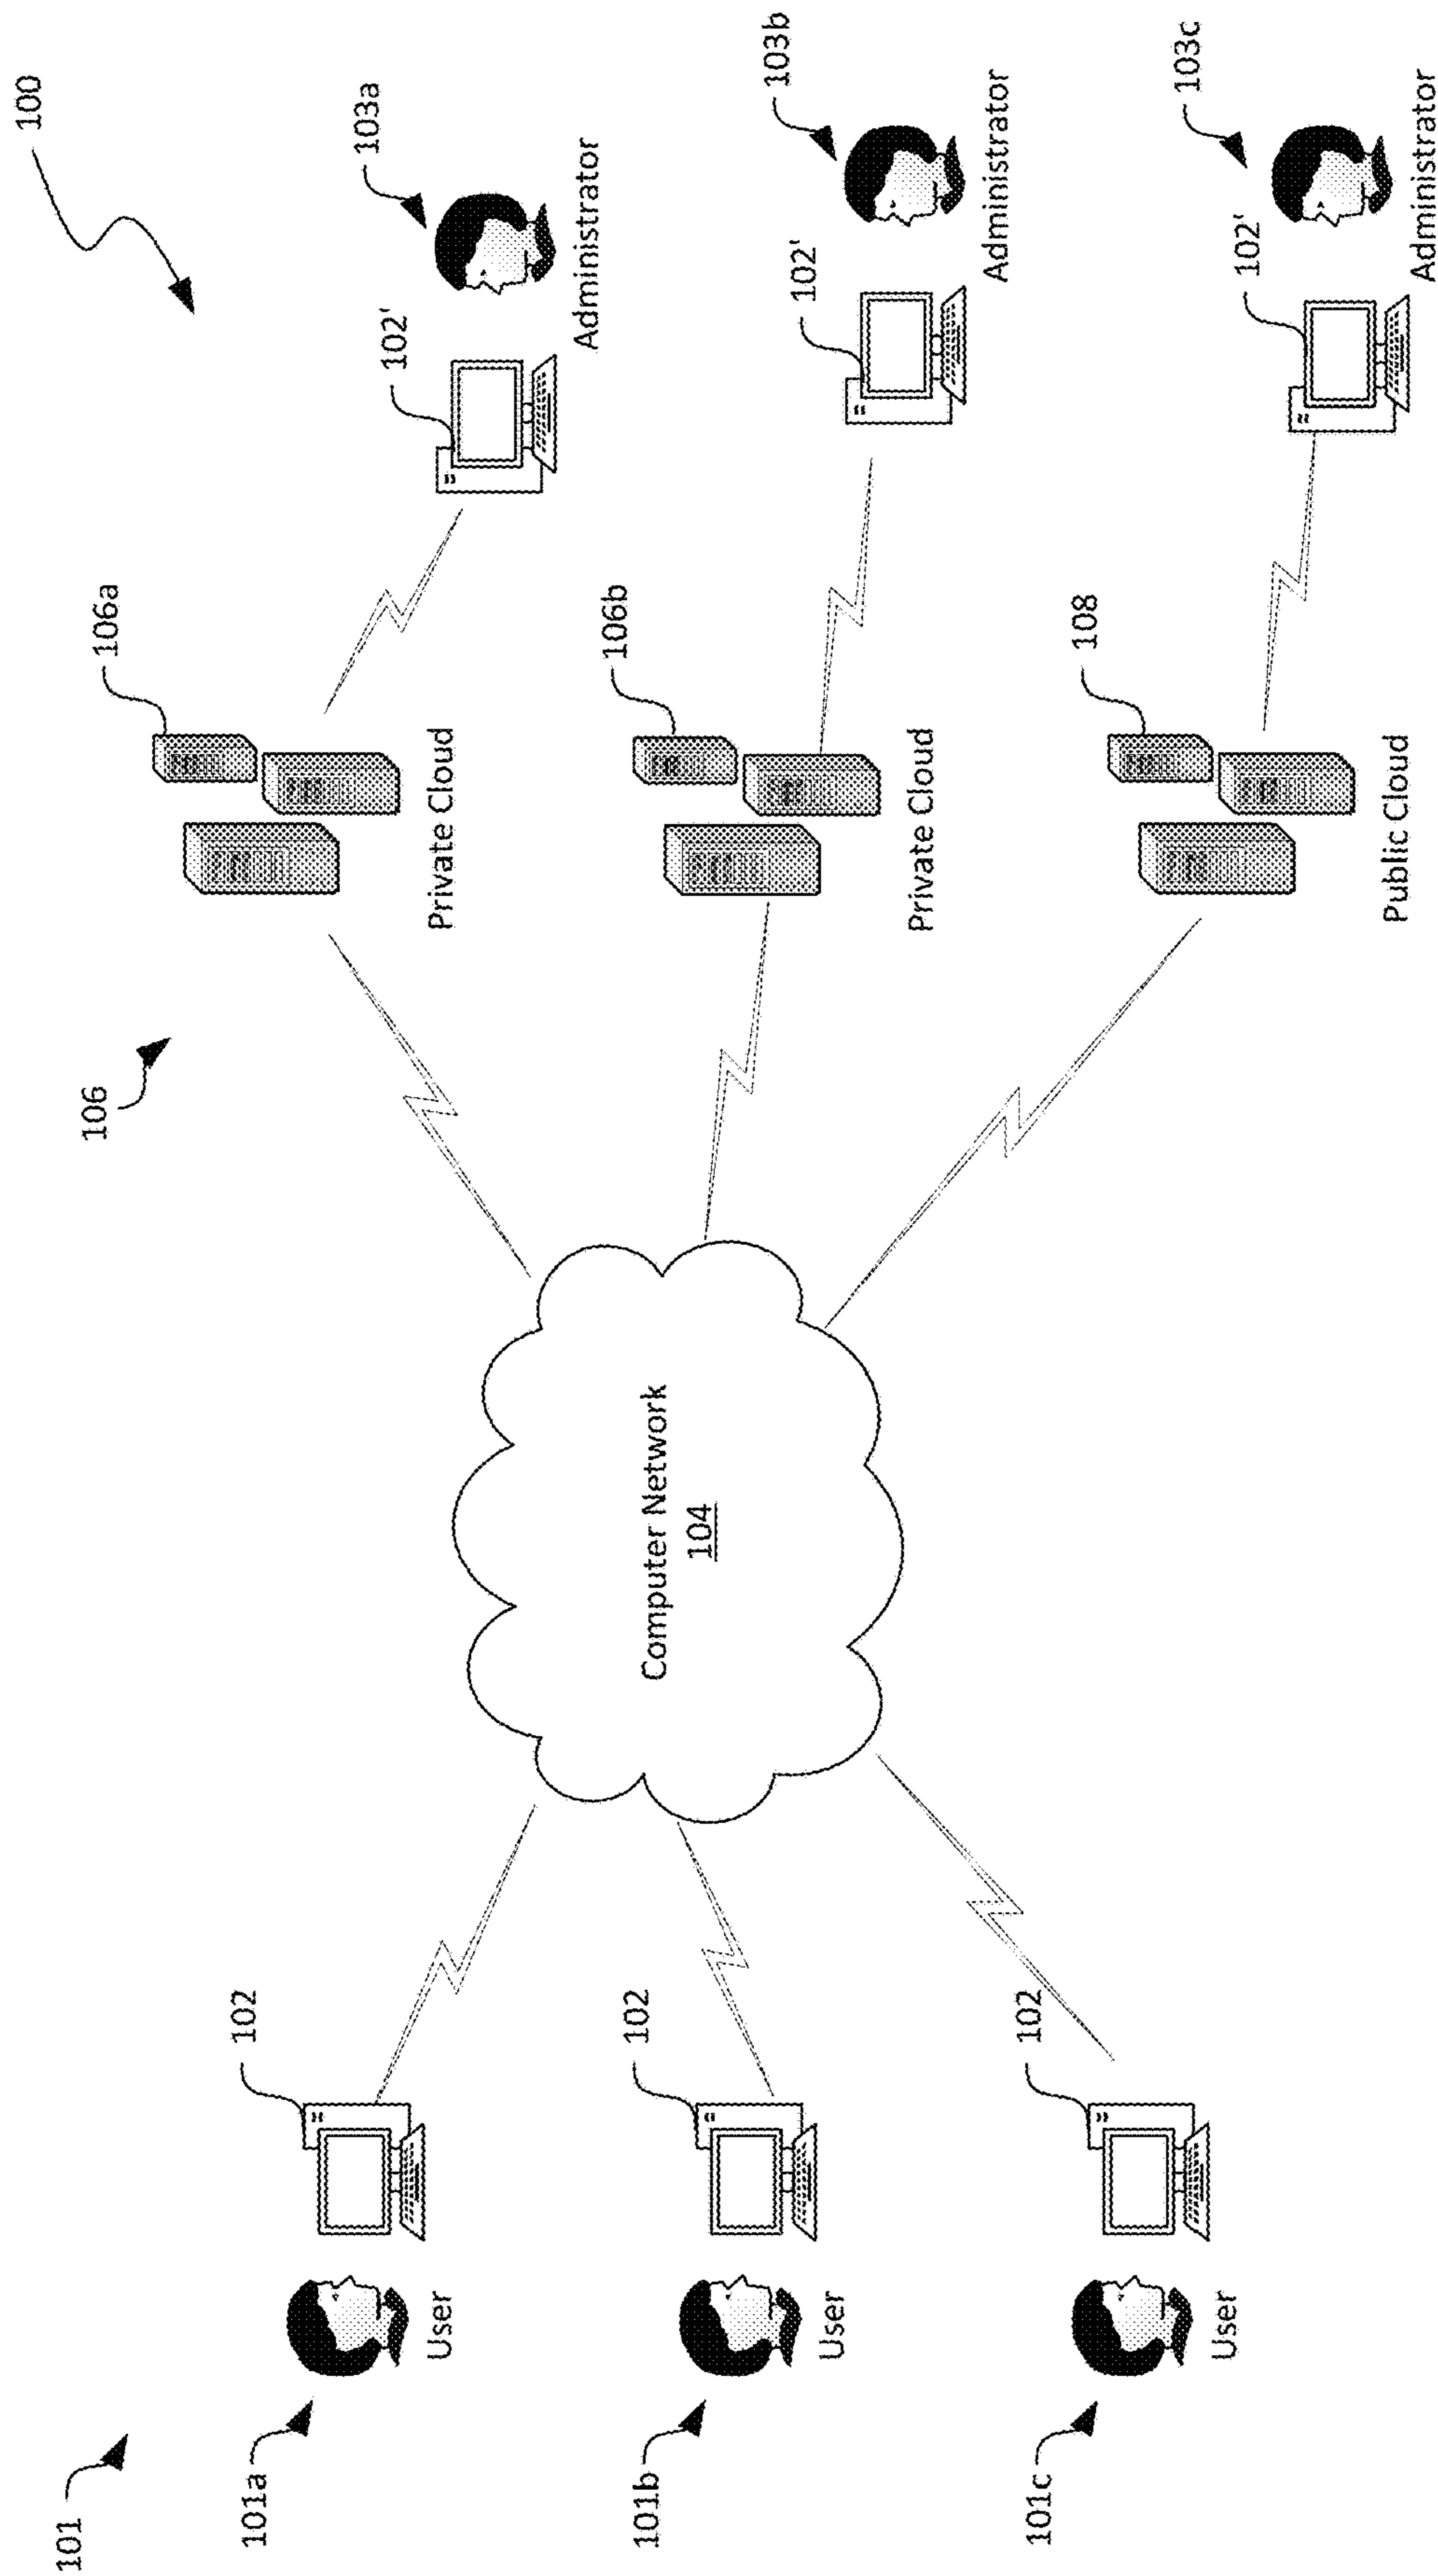 100
101
101a
102
User
101b
102
User
101c
102
User
Computer Network
104
106
106a
Private Cloud
106b
Private Cloud
108
Public Cloud
102'
103a
Administrator
102'
103b
Administrator
102'
103c
Administrator